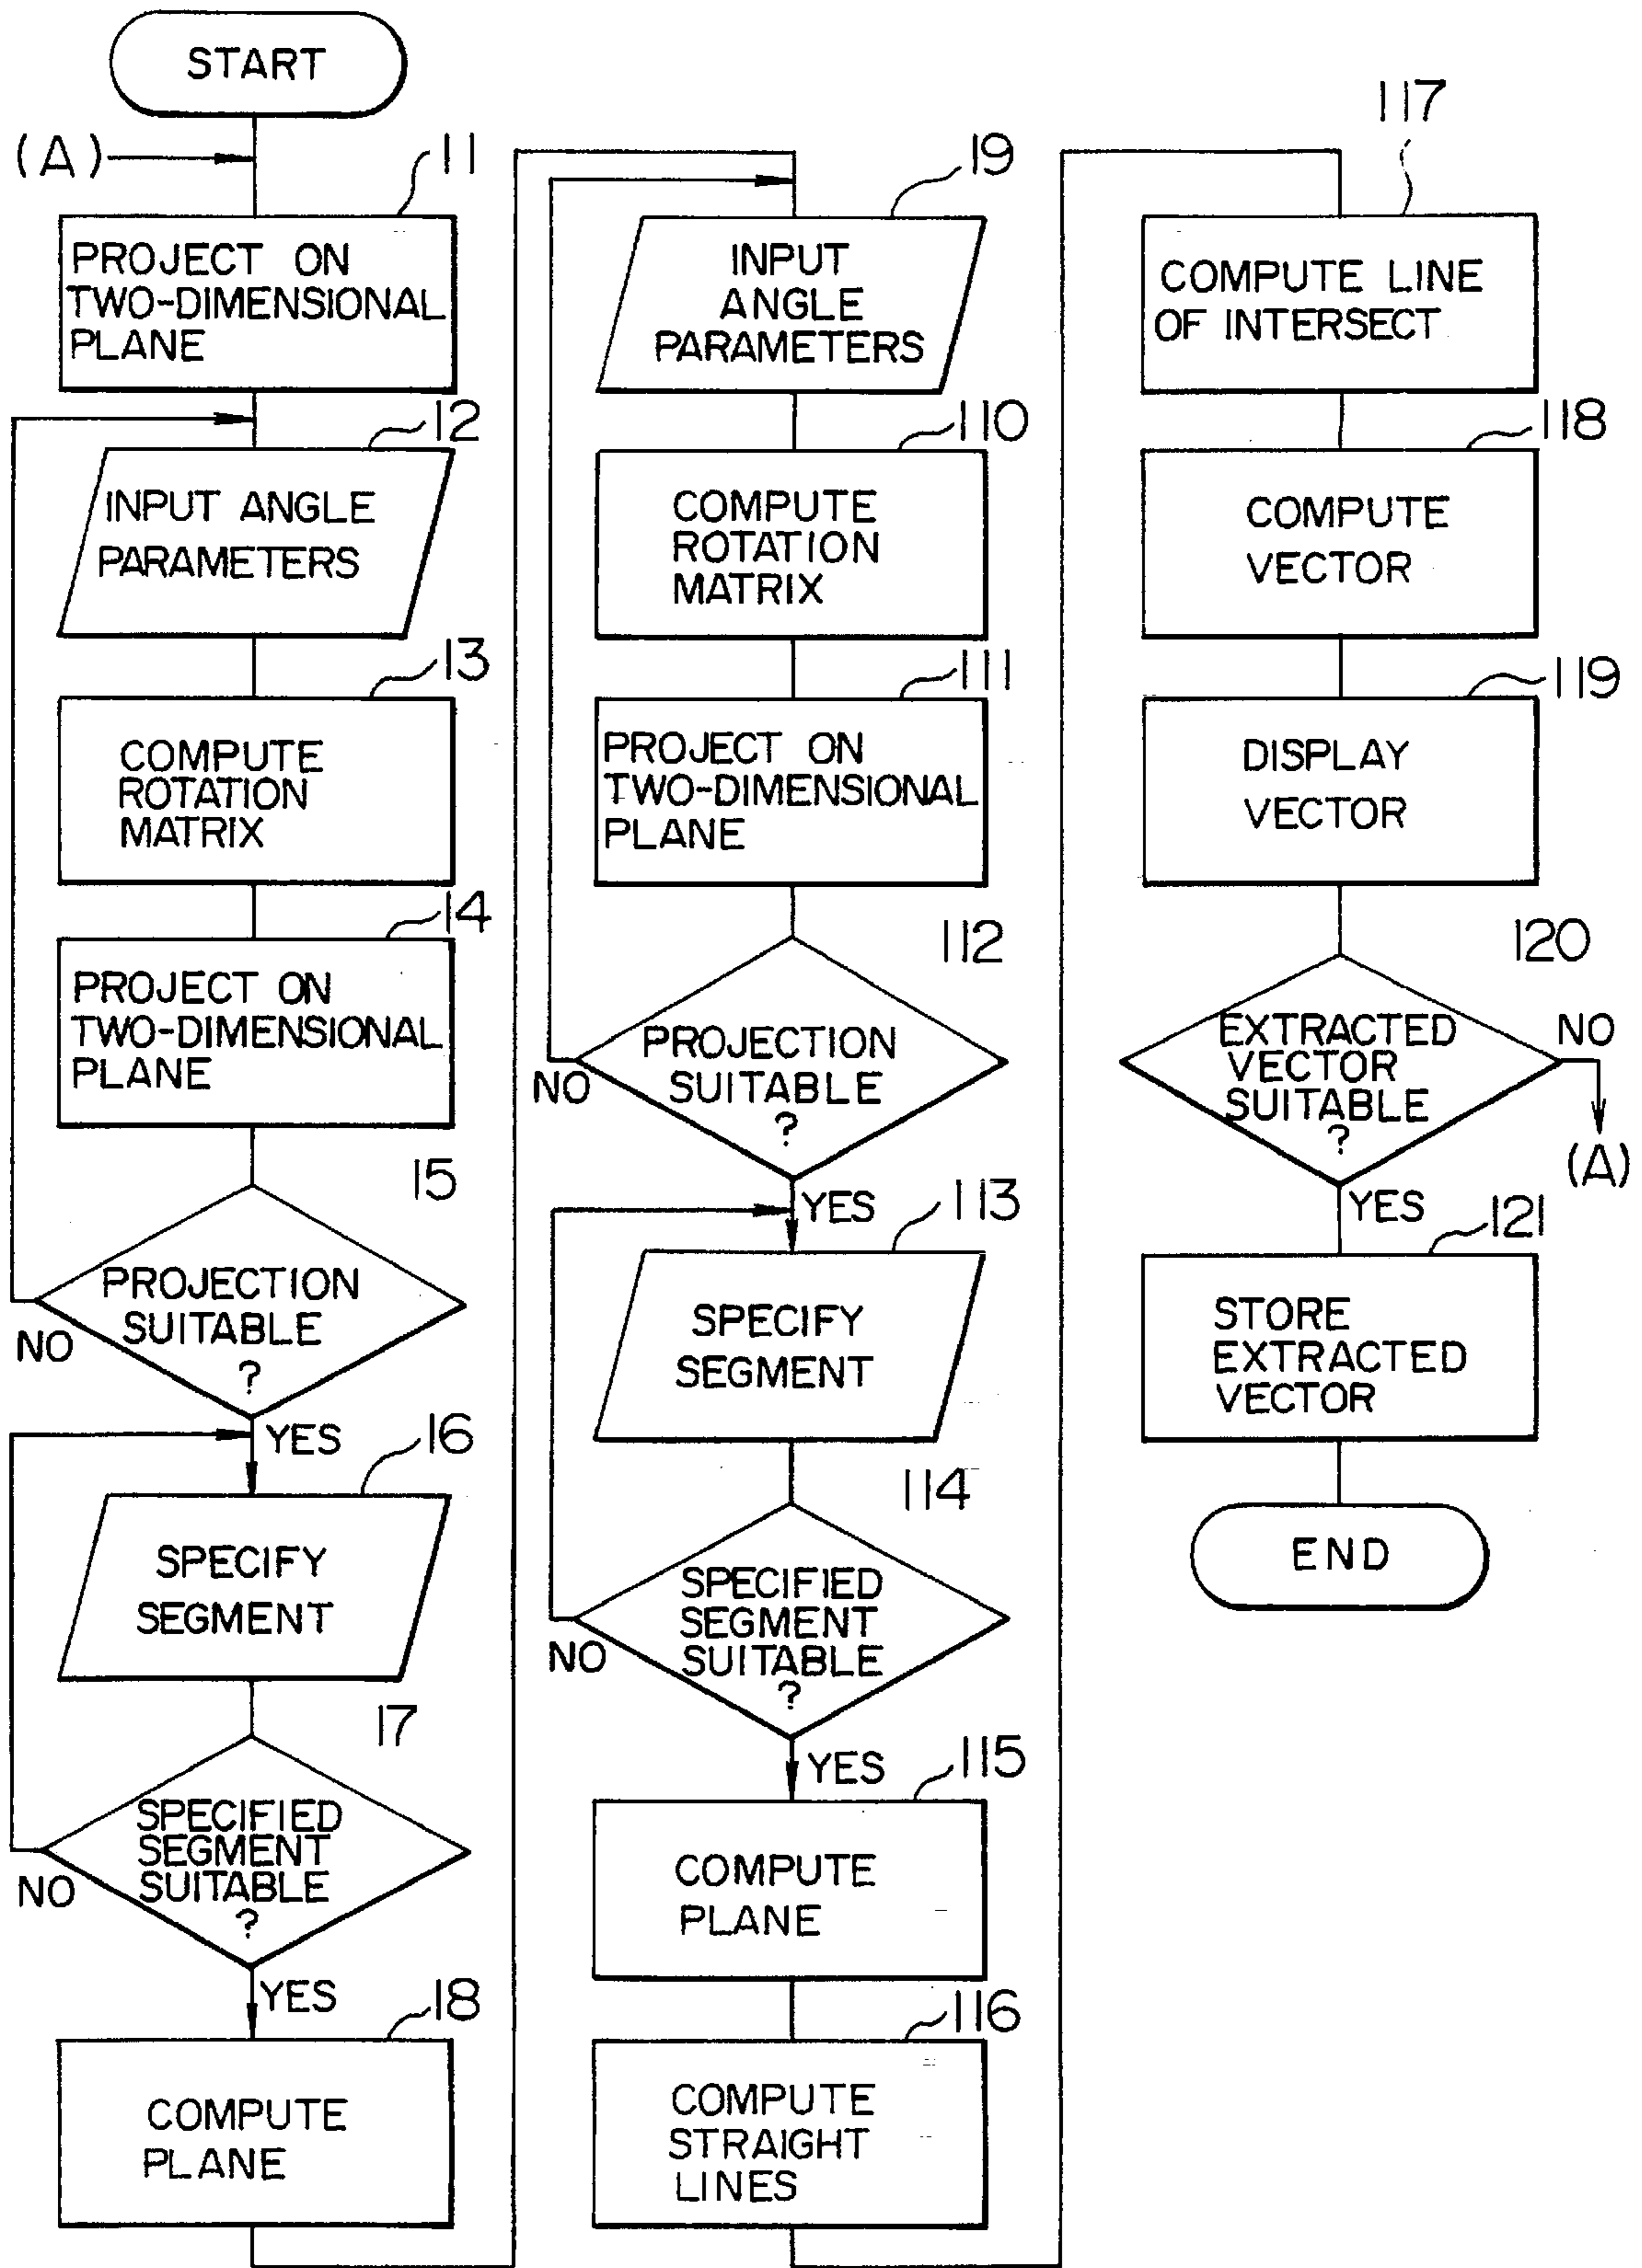 START
(A)
11
PROJECT ON
TWO-DIMENSIONAL
PLANE
12
INPUT ANGLE
PARAMETERS
13
COMPUTE
ROTATION
MATRIX
14
PROJECT ON
TWO-DIMENSIONAL
PLANE
15
PROJECTION
SUITABLE
?
NO
YES
16
SPECIFY
SEGMENT
17
SPECIFIED
SEGMENT
SUITABLE
?
NO
YES
18
COMPUTE
PLANE
19
INPUT
ANGLE
PARAMETERS
110
COMPUTE
ROTATION
MATRIX
111
PROJECT ON
TWO-DIMENSIONAL
PLANE
112
PROJECTION
SUITABLE
?
NO
YES
113
SPECIFY
SEGMENT
114
SPECIFIED
SEGMENT
SUITABLE
?
NO
YES
115
COMPUTE
PLANE
116
COMPUTE
STRAIGHT
LINES
117
COMPUTE LINE
OF INTERSECT
118
COMPUTE
VECTOR
119
DISPLAY
VECTOR
120
EXTRACTED
VECTOR
SUITABLE
?
NO
(A)
YES
121
STORE
EXTRACTED
VECTOR
END